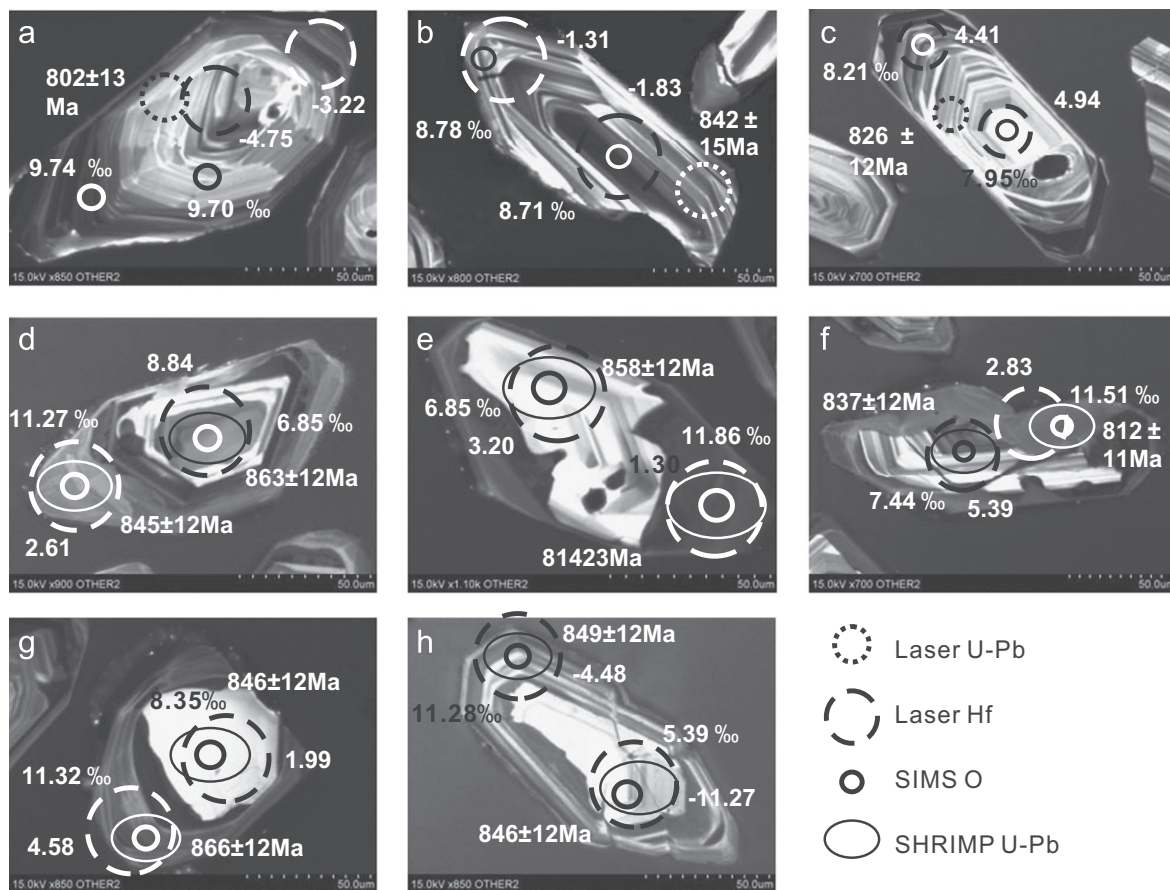 a
802±13
Ma
-3.22
-4.75
9.74 ‰
9.70 ‰
15.0kV x850 OTHER2
50.0um
b
-1.31
-1.83
8.78 ‰
842 ±
15Ma
8.71 ‰
15.0kV x800 OTHER2
50.0um
c
4.41
8.21 ‰
4.94
826 ±
12Ma
7.95‰
15.0kV x700 OTHER2
50.0um
d
8.84
11.27 ‰
6.85 ‰
863±12Ma
845±12Ma
2.61
15.0kV x900 OTHER2
50.0um
e
858±12Ma
6.85 ‰
3.20
11.86 ‰
1.30
81423Ma
15.0kV x1.10k OTHER2
50.0um
f
2.83
837±12Ma
11.51 ‰
812 ±
11Ma
7.44 ‰
5.39
15.0kV x700 OTHER2
50.0um
g
846±12Ma
8.35‰
1.99
11.32 ‰
4.58
866±12Ma
15.0kV x850 OTHER2
50.0um
h
849±12Ma
-4.48
11.28‰
5.39 ‰
-11.27
846±12Ma
15.0kV x850 OTHER2
50.0um
Laser U-Pb
Laser Hf
SIMS O
SHRIMP U-Pb